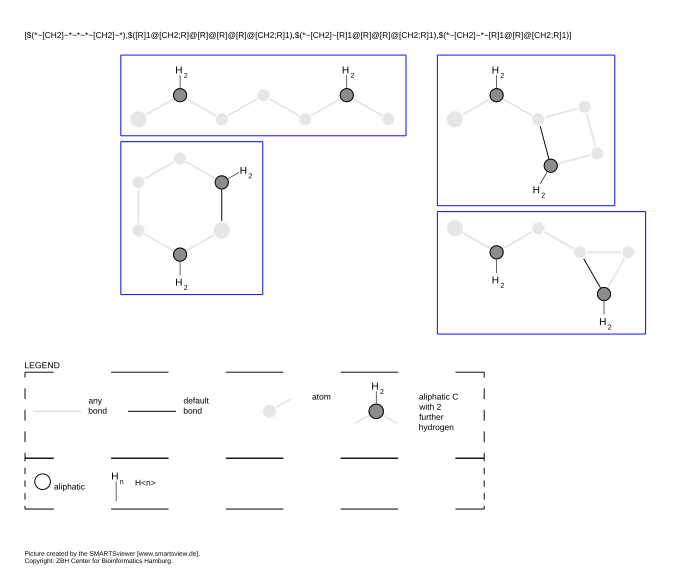 [$(*~[CH2]~*~*~*~[CH2]~*),$([R]1@[CH2;R]@[R]@[R]@[R]@[CH2;R]1),$(*~[CH2]~[R]1@[R]@[R]@[CH2;R]1),$(*~[CH2]~*~[R]1@[R]@[CH2;R]1)]
H2
H2
H2
H2
H2
H2
H2
H2
LEGEND
any bond
default bond
atom
H2
aliphatic C
with 2
further
hydrogen
aliphatic
Hn
H<n>
Picture created by the SMARTSviewer [www.smartsview.de].
Copyright: ZBH Center for Bioinformatics Hamburg.